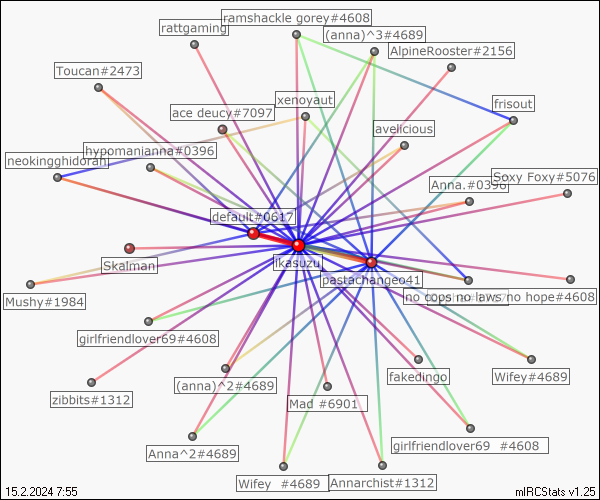 ramshackle gorey#4608
rattgaming
(anna)^3#4689
AlpineRooster#2156
Toucan#2473
xenoyaut
frisout
ace deucy#7097
avelicious
hypomanianna#0396
neokingghidorah
Soxy Foxy#5076
Anna.#0396
default#0617
ikasuzu
Skalman
pastachangeo41
Mushy#1984
no cops no laws no hope#4608
girlfriendlover69#4608
(anna)^2#4689
fakedingo
Wifey#4689
zibbits#1312
Mad #6901
Anna^2#4689
girlfriendlover69 #4608
Wifey #4689
Annarchist#1312
15.2.2024 7:55
mIRCStats v1.25